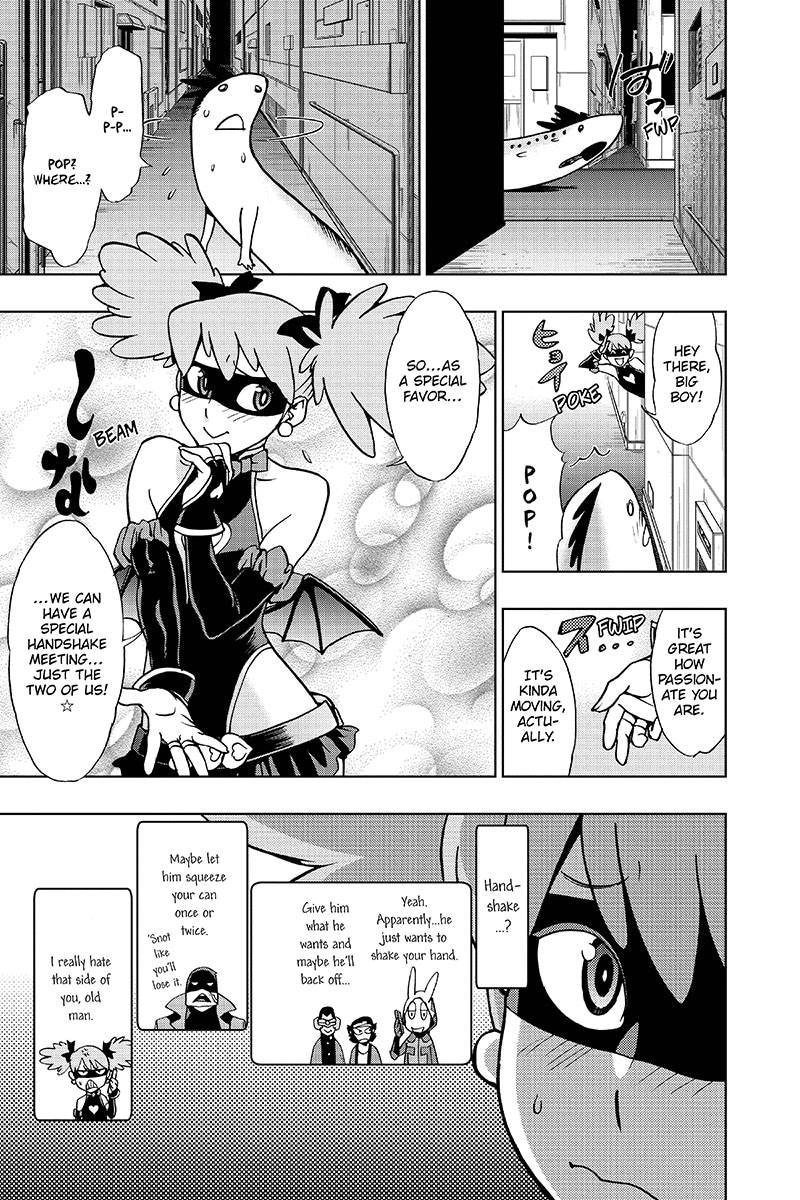 ばっ
FWP
P-
P-P...
POP?
WHERE...?
HEY
THERE,
BIG
BOY!
ヒョイ
POKE
POP!
SO...AS
A SPECIAL
FAVOR...
しなっ
BEAM
...WE CAN
HAVE A
SPECIAL
HANDSHAKE
MEETING...
JUST THE
TWO OF US!
☆
IT'S
GREAT
HOW
PASSION-
ATE YOU
ARE.
ス...
FWIP
IT'S
KINDA
MOVING,
ACTU-
ALLY.
Hand-
shake
...?
Yeah.
Apparently...he
just wants to
shake your hand.
Give him
what he
wants and
maybe he'll
back off...
Maybe let
him squeeze
your can
once or
twice.
'Snot
like
you'll
lose it.
I really hate
that side of
you, old
man.